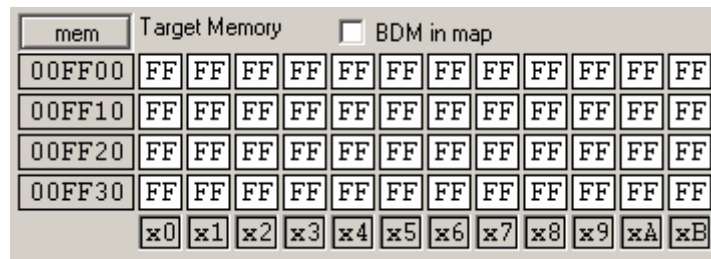 mem Target Memory BDM in map
00FF00 FF FF FF FF FF FF FF FF FF FF FF FF
00FF10 FF FF FF FF FF FF FF FF FF FF FF FF
00FF20 FF FF FF FF FF FF FF FF FF FF FF FF
00FF30 FF FF FF FF FF FF FF FF FF FF FF FF
x0 x1 x2 x3 x4 x5 x6 x7 x8 x9 xA xB